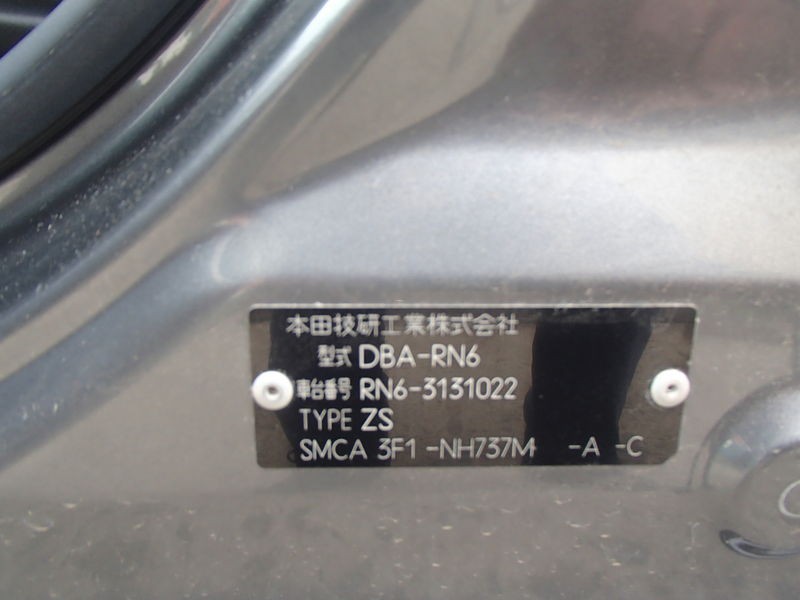 本田技研工業株式会社
型式 DBA-RN6
車台番号 RN6-3131022
TYPE ZS
SMCA 3F1 -NH737M -A -C